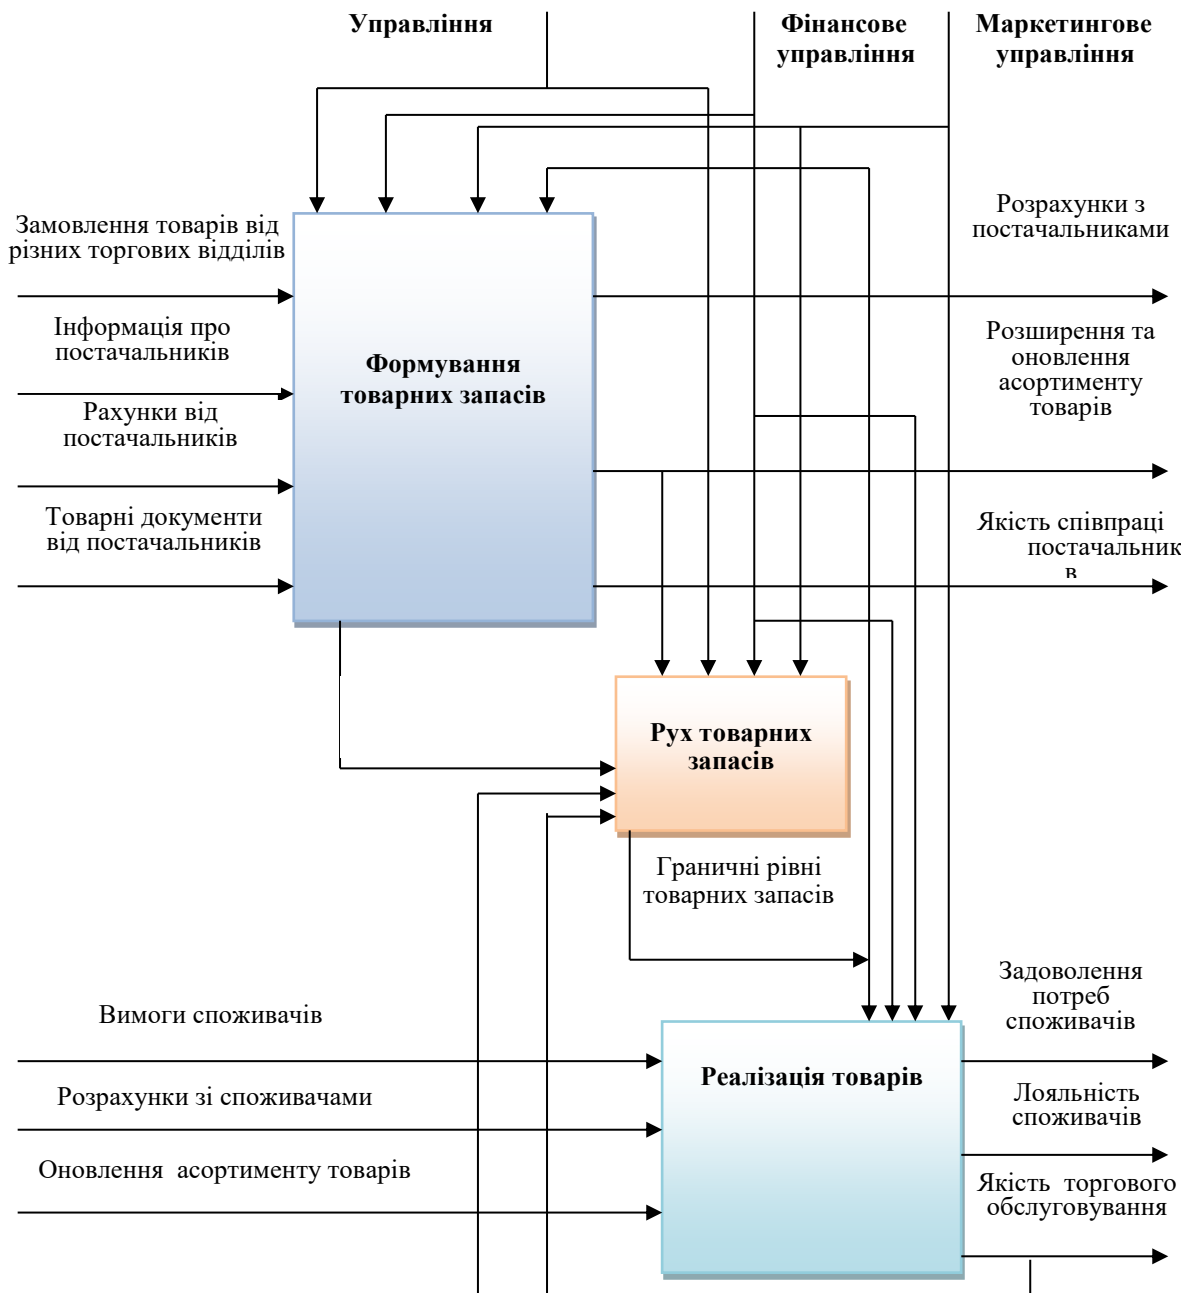 Управління
Фінансове
управління
Маркетингове
управління
Замовлення товарів від
різних торгових відділів
Розрахунки з
постачальниками
Інформація про
постачальників
Формування
товарних запасів
Розширення та
оновлення
асортименту
товарів
Рахунки від
постачальників
Товарні документи
від постачальників
Якість співпраці
постачальник
в
Рух товарних
запасів
Граничні рівні
товарних запасів
Вимоги споживачів
Задоволення
потреб
споживачів
Реалізація товарів
Розрахунки зі споживачами
Лояльність
споживачів
Оновлення асортименту товарів
Якість торгового
обслуговування